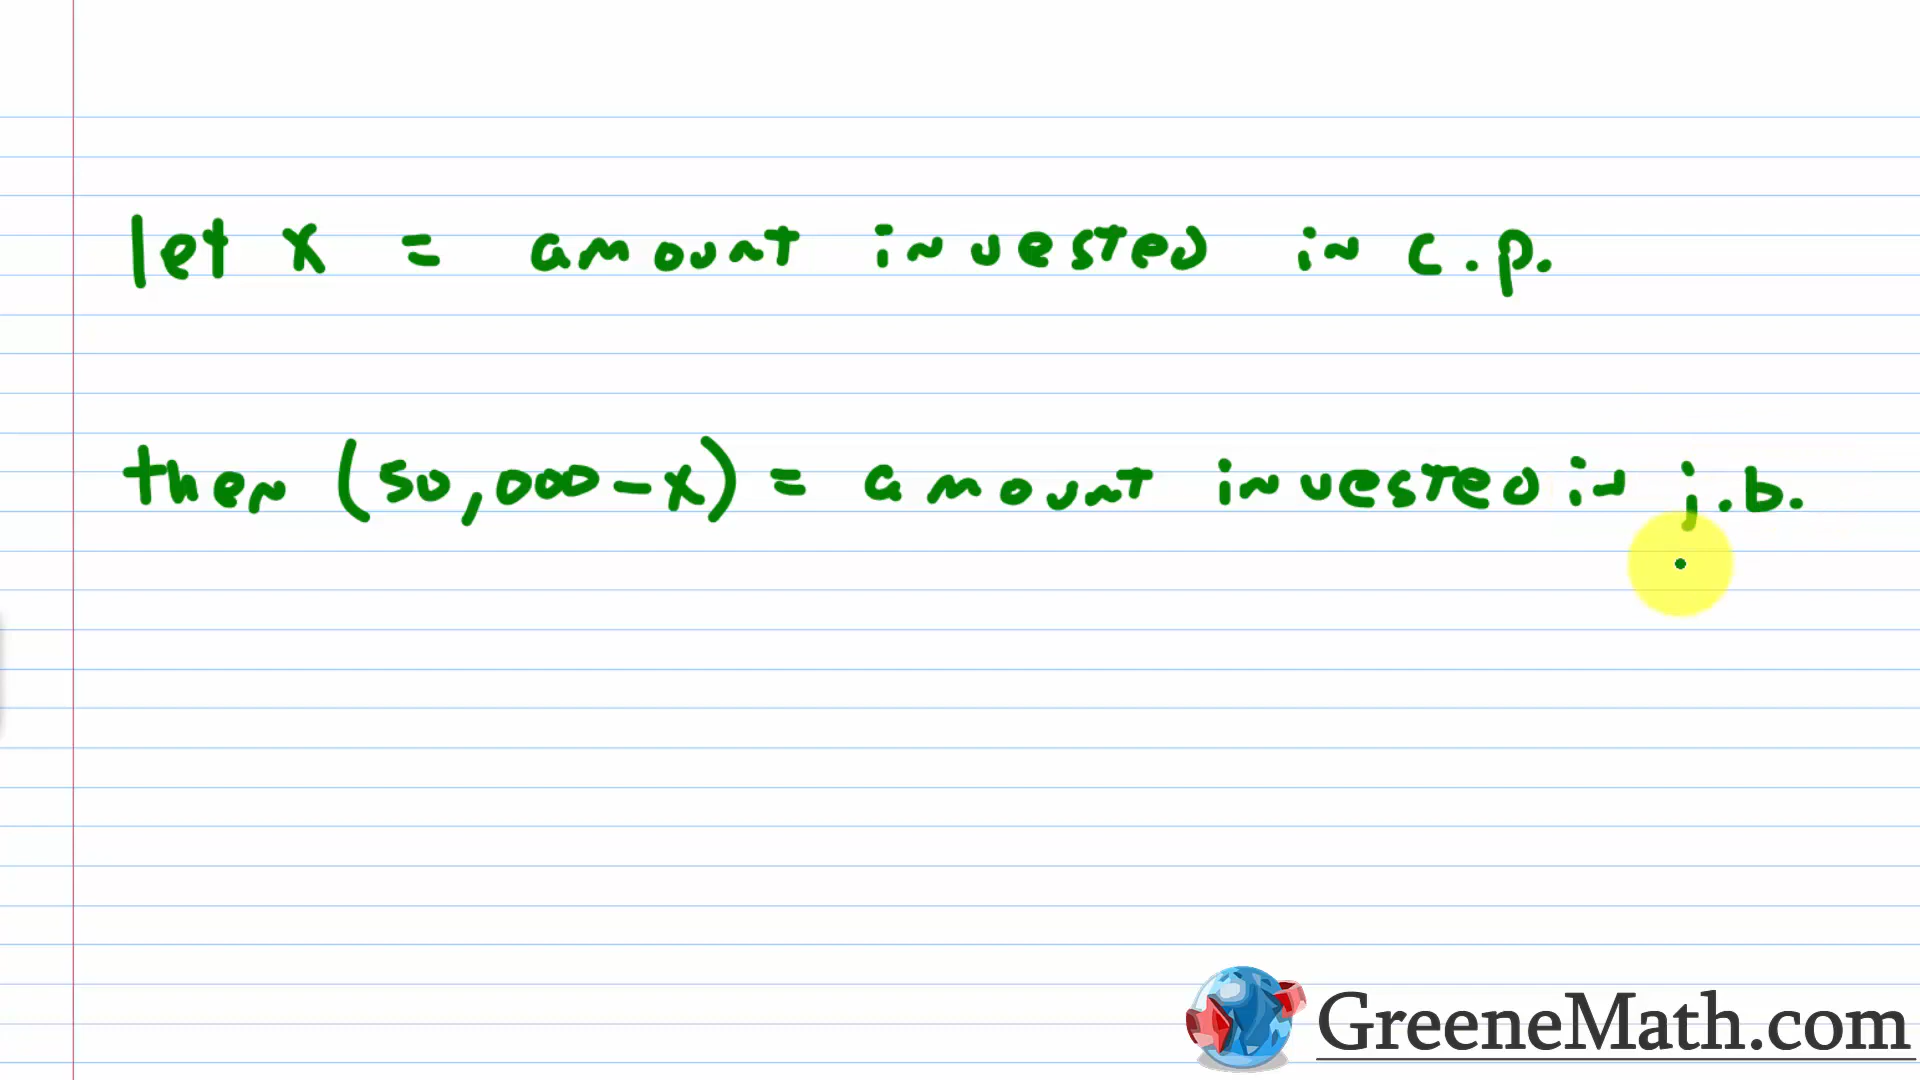 let x = amount invested in c.p.
then (50,000 - x) = amount invested in j.b.
GreeneMath.com